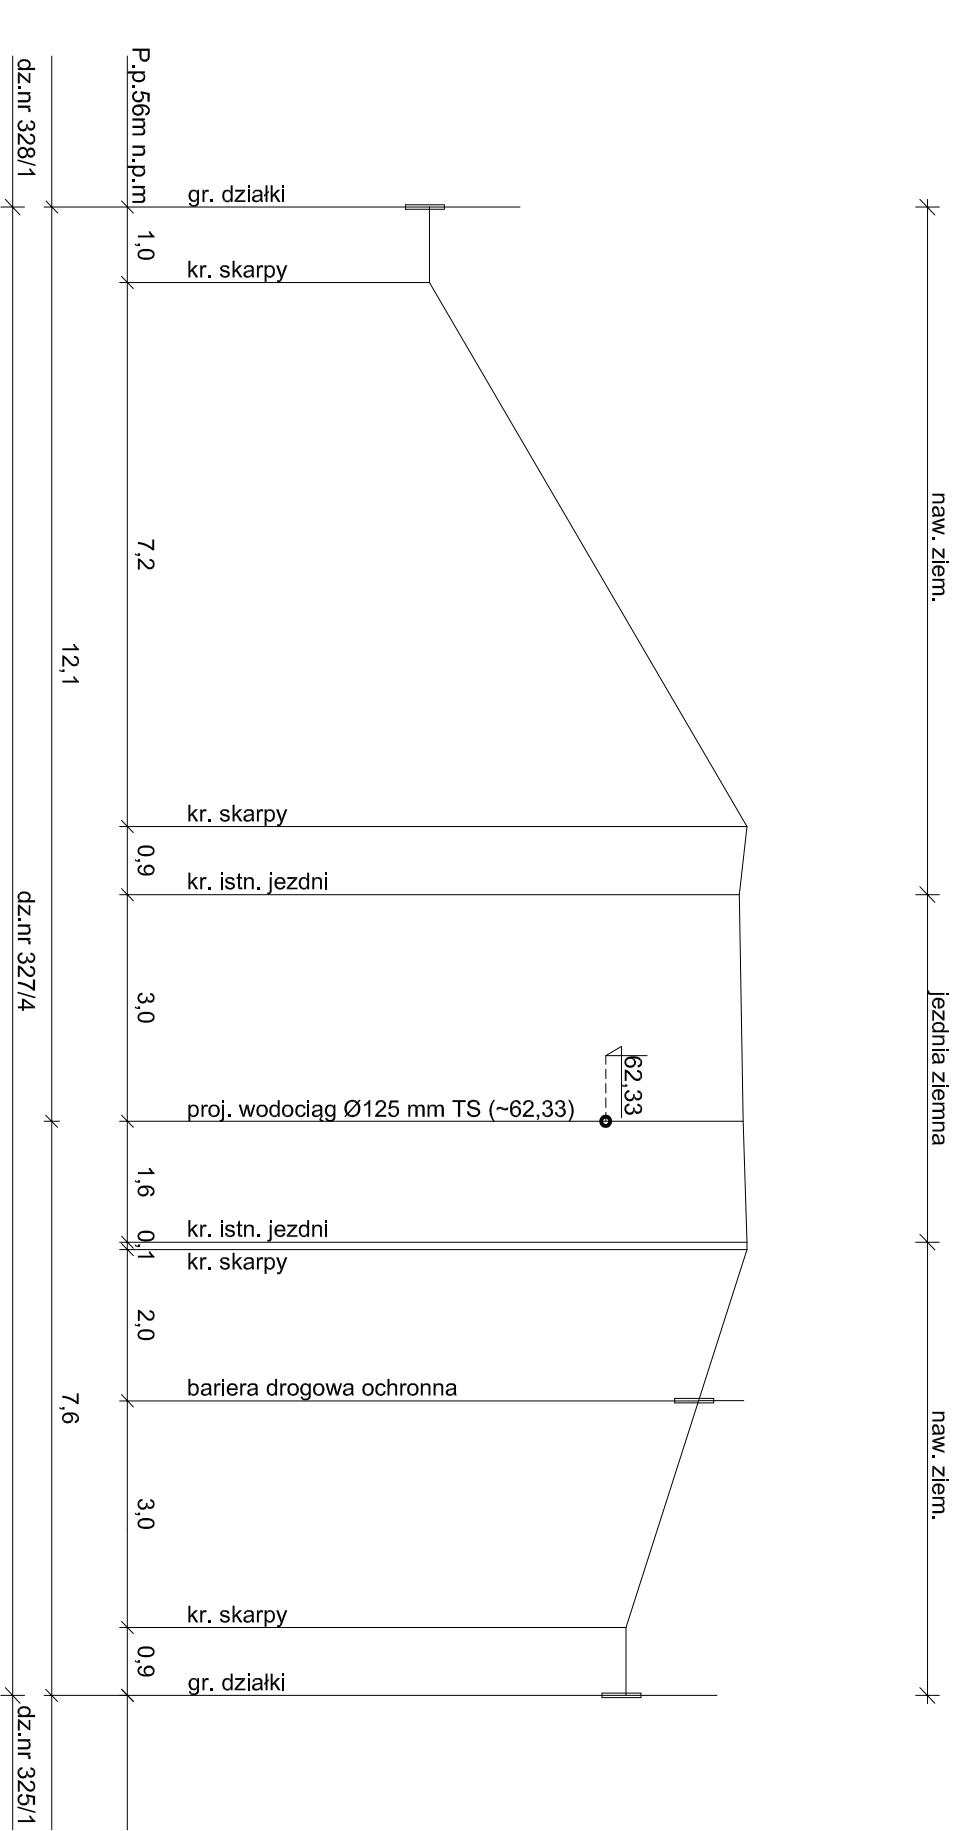 naw. ziem.
jezdnia ziemna
naw. ziem.
62,33
gr. działki
kr. skarpy
kr. skarpy
kr. istn. jezdni
proj. wodociąg Ø125 mm TS (~62,33)
kr. istn. jezdni
kr. skarpy
bariera drogowa ochronna
kr. skarpy
gr. działki
P.p.56m n.p.m
1,0
7,2
0,9
3,0
1,6
0,1
2,0
3,0
0,9
12,1
7,6
dz.nr 328/1
dz.nr 327/4
dz.nr 325/1